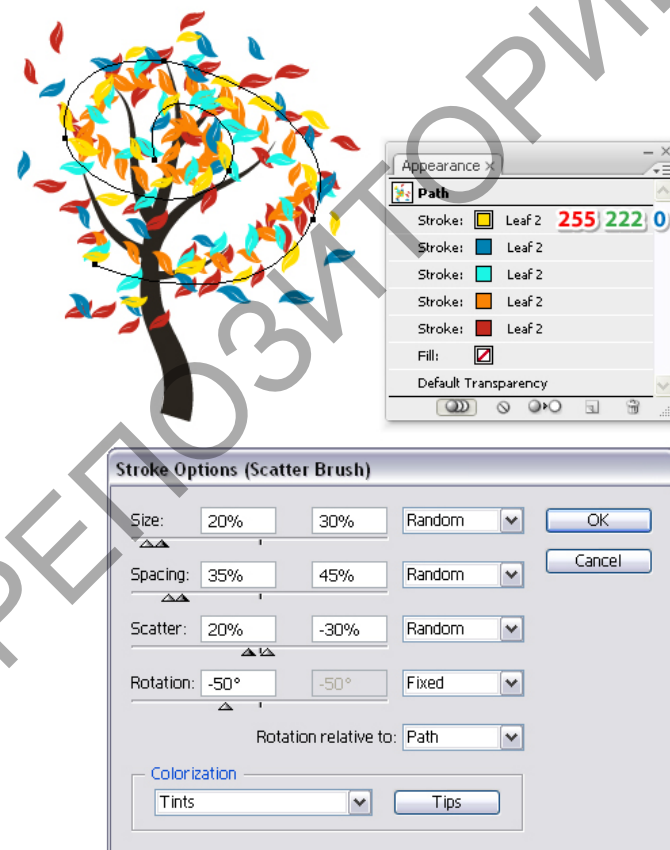 Appearance ×
Path
Stroke: Leaf 2 255 222 0
Stroke: Leaf 2
Stroke: Leaf 2
Stroke: Leaf 2
Stroke: Leaf 2
Fill:
Default Transparency
Stroke Options (Scatter Brush)
Size: 20% 30% Random OK
Cancel
Spacing: 35% 45% Random
Scatter: 20% -30% Random
Rotation: -50° -50° Fixed
Rotation relative to: Path
Colorization
Tints Tips
РЕПОЗИТОРИ